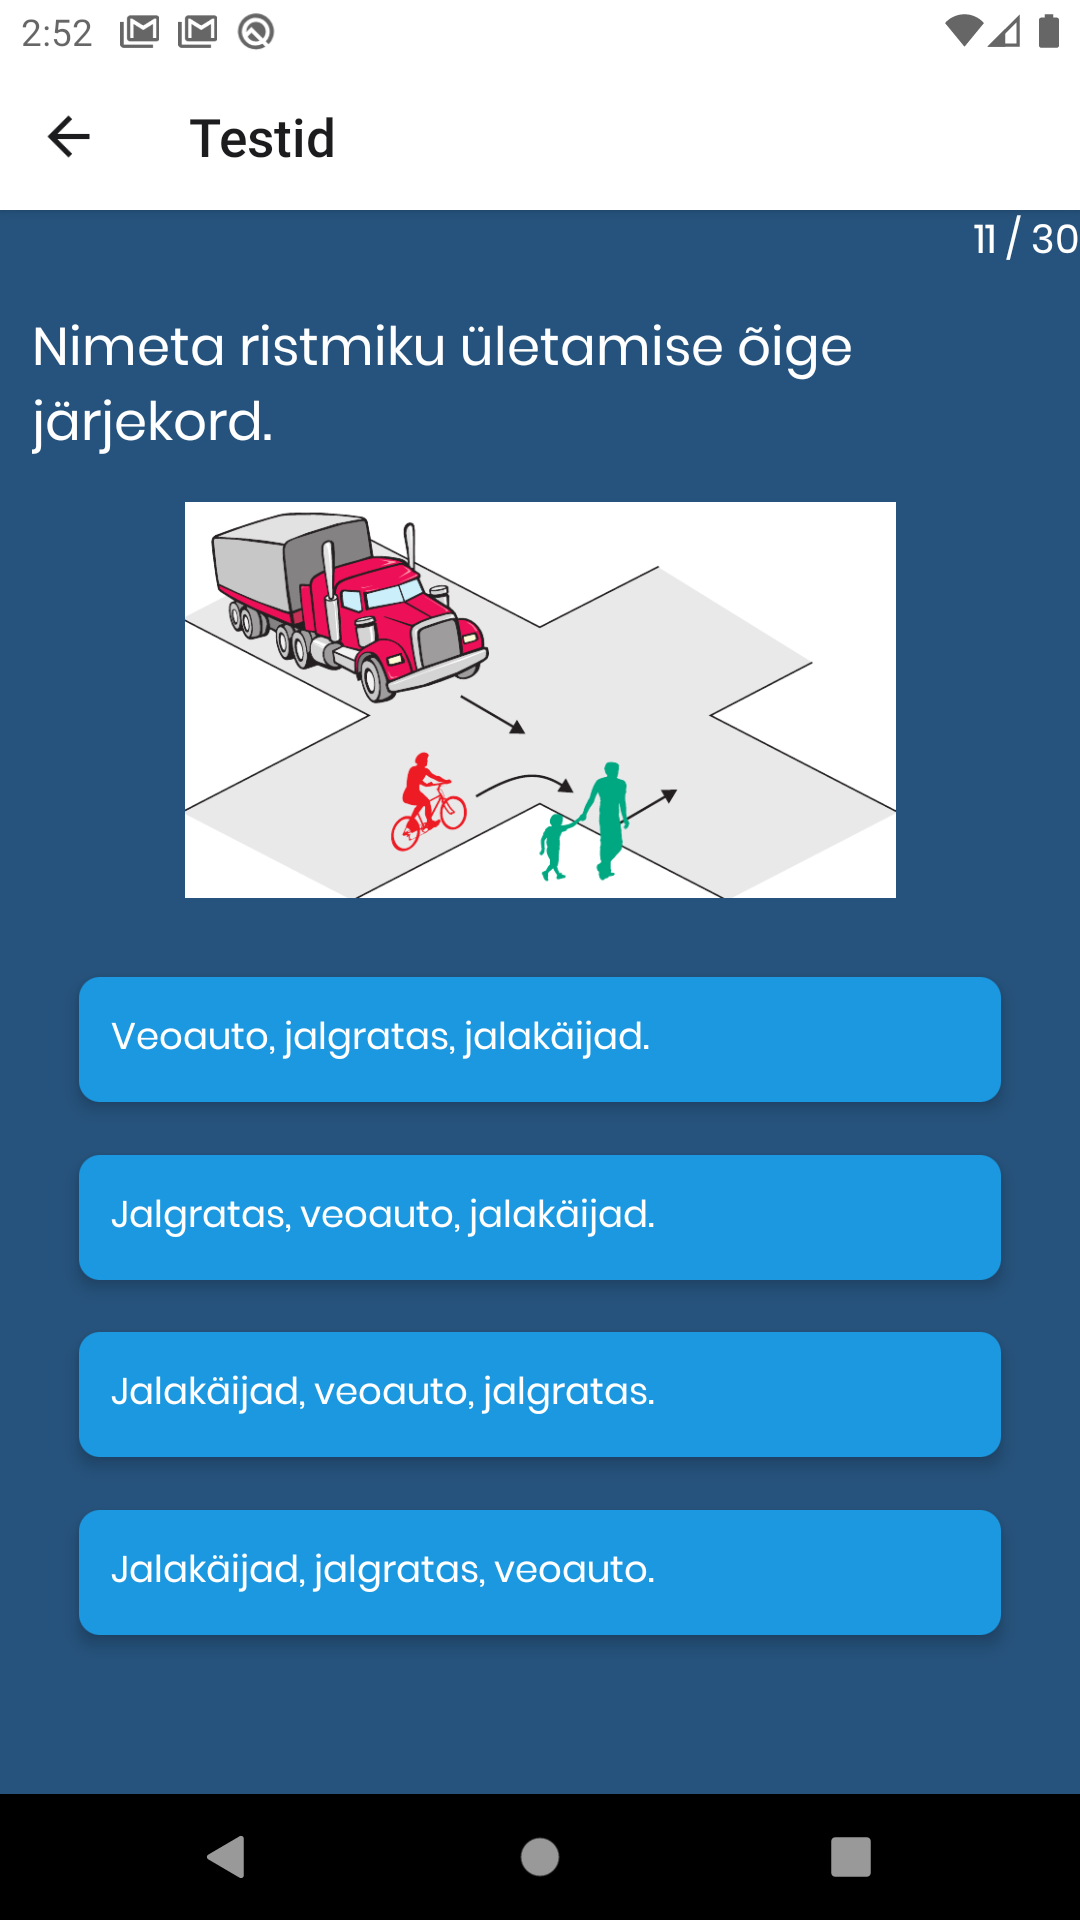 2:52
Testid
11 / 30
Nimeta ristmiku ületamise õige
järjekord.
Veoauto, jalgratas, jalakäijad.
Jalgratas, veoauto, jalakäijad.
Jalakäijad, veoauto, jalgratas.
Jalakäijad, jalgratas, veoauto.